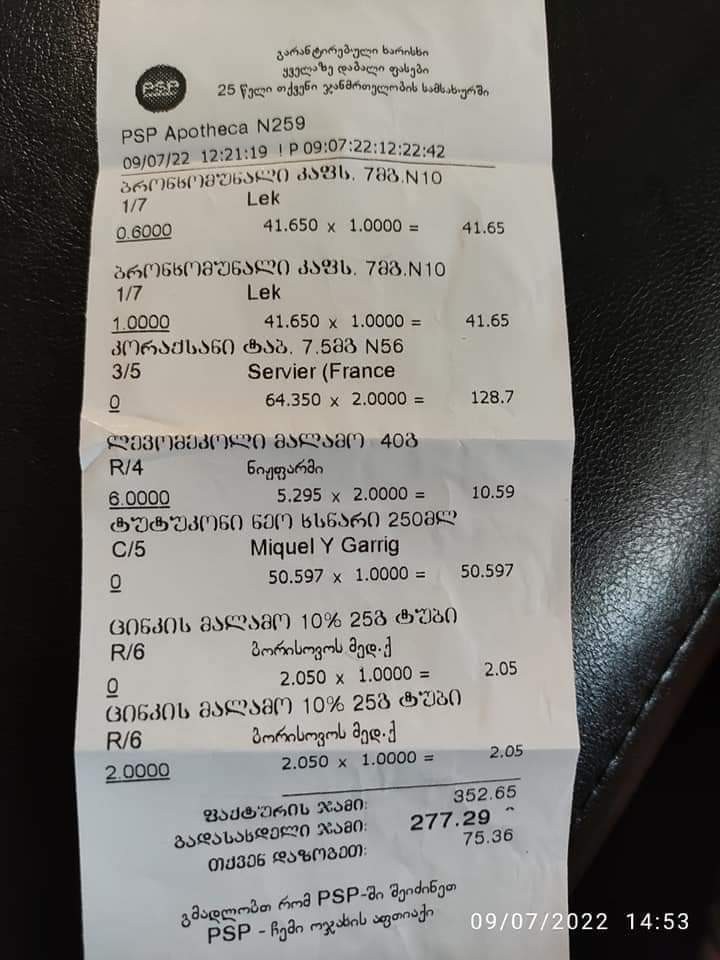 გარანტირებული ხარისხი
ყველაზე დაბალი ფასები
25 წელი თქვენი ჯანმრთელობის სამსახურში
PSP
PSP Apotheca N259
09/07/22 12:21:19 ! P 09:07:22:12:22:42
ბრონხომუნალი კაფს. 7მგ.N10
1/7 Lek
0.6000 41.650 x 1.0000 = 41.65
ბრონხომუნალი კაფს. 7მგ.N10
1/7 Lek
1.0000 41.650 x 1.0000 = 41.65
კორაქსანი ტაბ. 7.5მგ N56
3/5 Servier (France
0 64.350 x 2.0000 = 128.7
ლევომეკოლი მალამო 40გ
R/4 ნიჟფარმი
6.0000 5.295 x 2.0000 = 10.59
ტუტუკონი ნეო ხსნარი 250მლ
C/5 Miquel Y Garrig
0 50.597 x 1.0000 = 50.597
ცინკის მალამო 10% 25გ ტუბი
R/6 ბორისოვოს მედ.ქ
0 2.050 x 1.0000 = 2.05
ცინკის მალამო 10% 25გ ტუბი
R/6 ბორისოვოს მედ.ქ
2.0000 2.050 x 1.0000 = 2.05
ფაქტურის ჯამი: 352.65
გადასახდელი ჯამი: 277.29
თქვენ დაზოგეთ: 75.36
გმადლობთ რომ PSP-ში შეიძინეთ
PSP - ჩემი ოჯახის აფთიაქი
09/07/2022 14:53